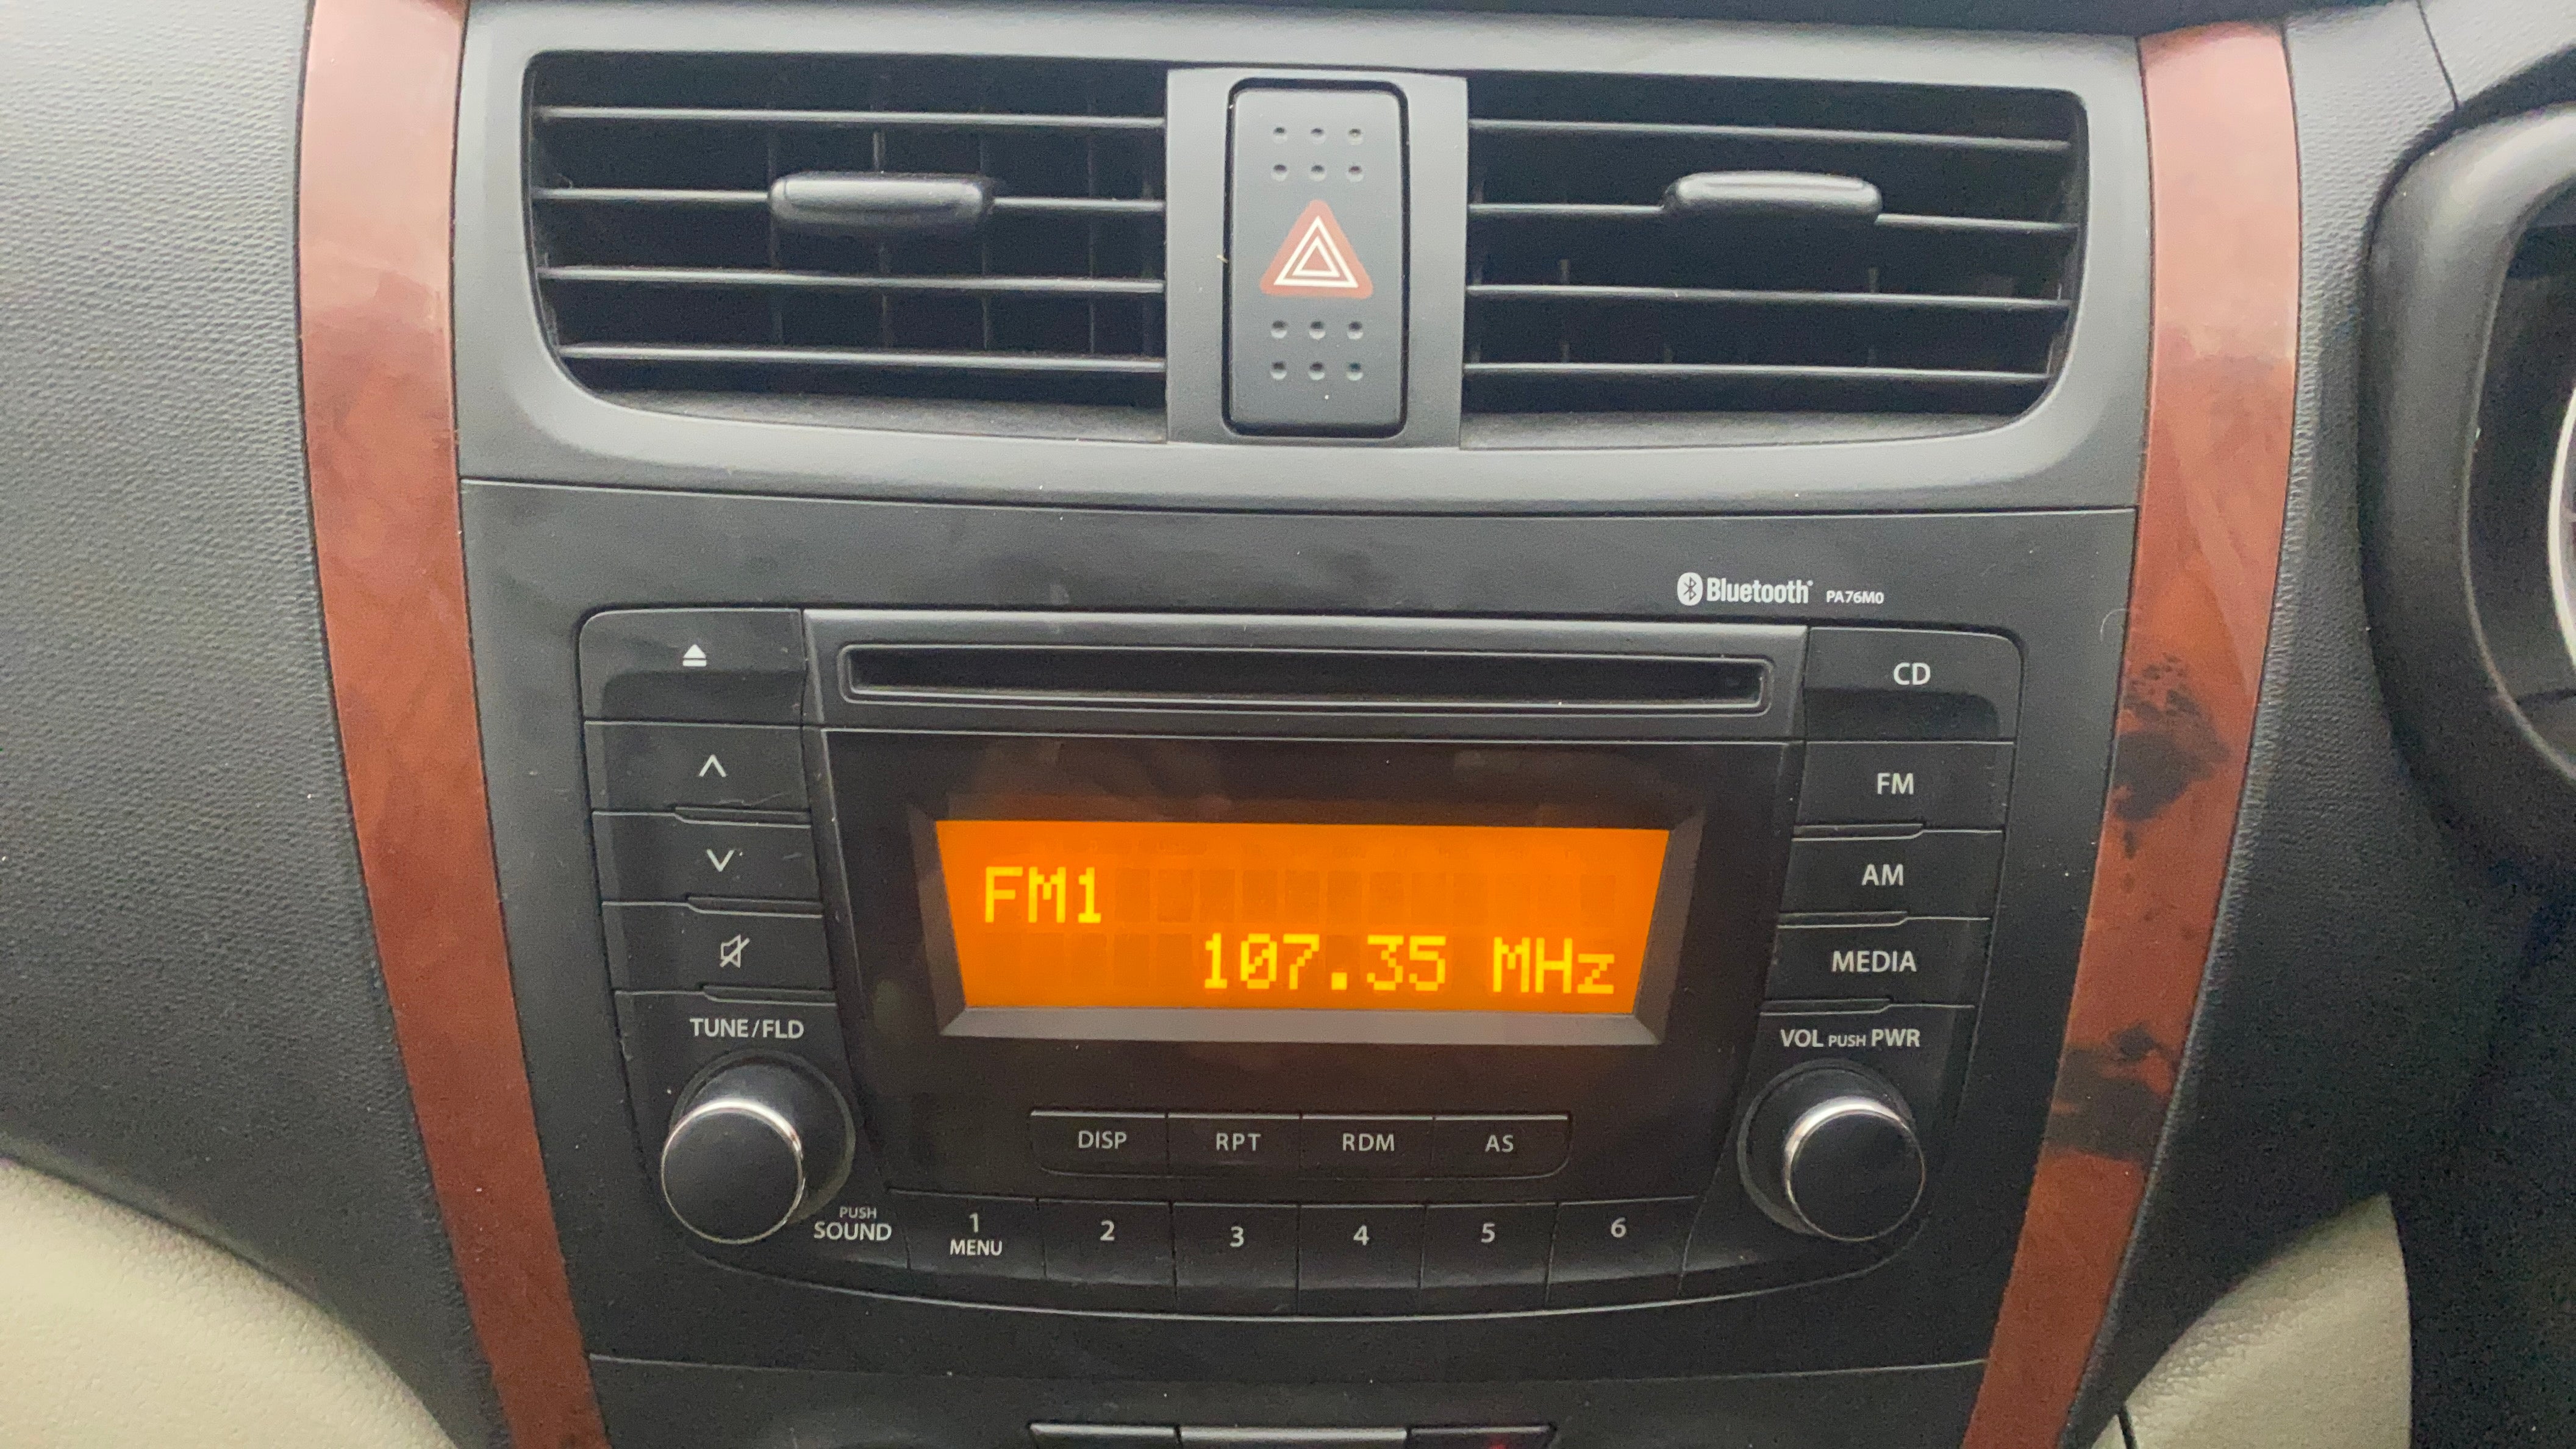 Bluetooth PA76M0
CD
FM
AM
MEDIA
FM1
107.35 MHz
TUNE/FLD
VOL PUSH PWR
DISP RPT RDM AS
PUSH
SOUND
1 2 3 4 5 6
MENU